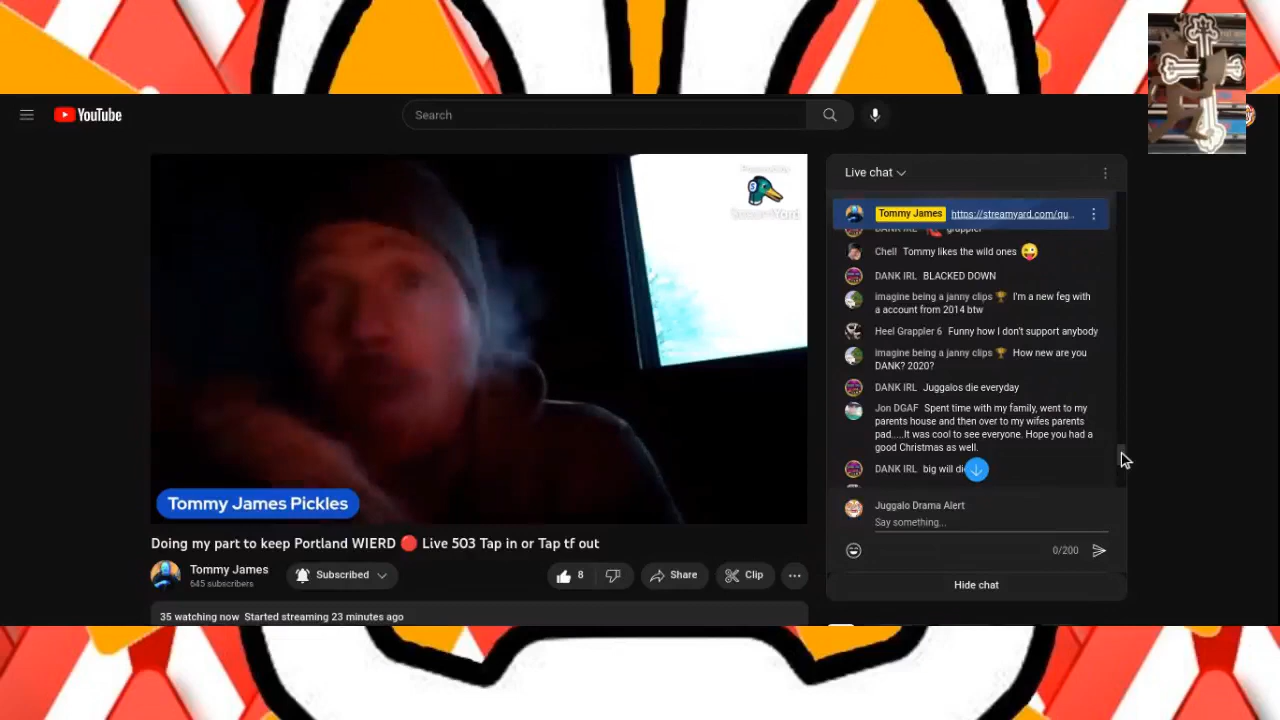 YouTube
Search
StreamYard
Tommy James Pickles
Doing my part to keep Portland WIERD 🔴 Live 503 Tap in or Tap tf out
Tommy James
645 subscribers
Subscribed
8
Share
Clip
35 watching now Started streaming 23 minutes ago
Live chat
Tommy James https://streamyard.com/qu...
DANK IRL grappler
Chell Tommy likes the wild ones 😜
DANK IRL BLACKED DOWN
imagine being a janny clips 🏆 I'm a new feg with
a account from 2014 btw
Heel Grappler 6 Funny how I don't support anybody
imagine being a janny clips 🏆 How new are you
DANK? 2020?
DANK IRL Juggalos die everyday
Jon DGAF Spent time with my family, went to my
parents house and then over to my wifes parents
pad.....It was cool to see everyone. Hope you had a
good Christmas as well.
DANK IRL big will di
Juggalo Drama Alert
Say something...
0/200
Hide chat